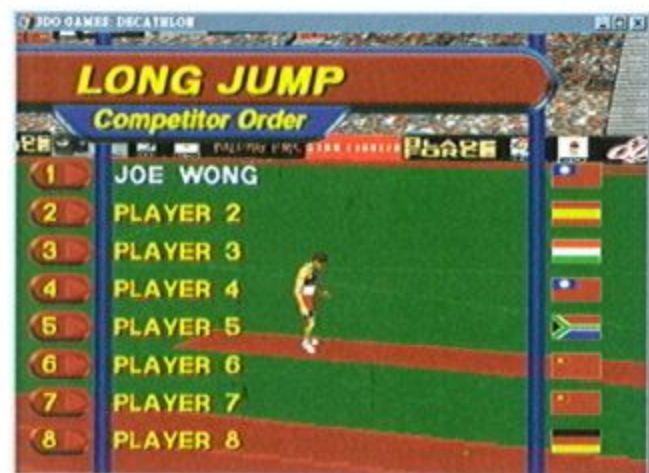 3DO GAMES: DECATHLON
LONG JUMP
Competitor Order
1 JOE WONG
2 PLAYER 2
3 PLAYER 3
4 PLAYER 4
5 PLAYER 5
6 PLAYER 6
7 PLAYER 7
8 PLAYER 8